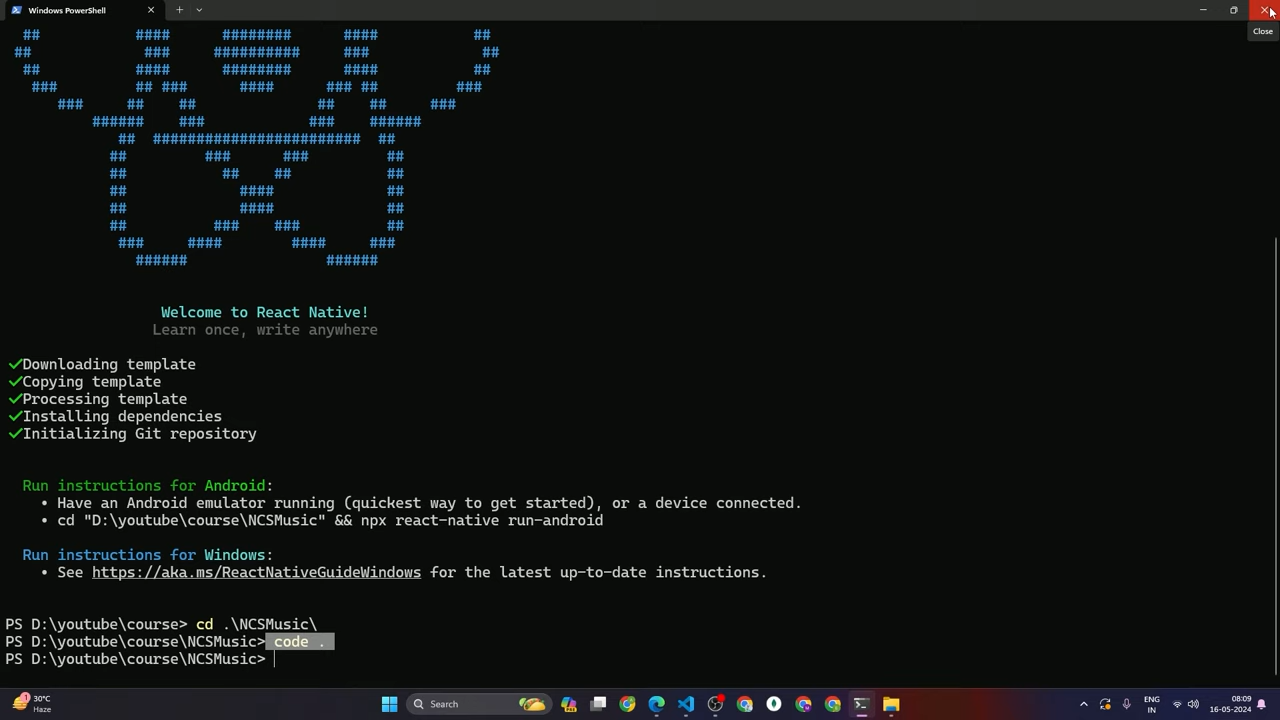 Windows PowerShell
Close
##           ####      ########      ####           ##
##              ###     ##########     ###              ##
##           ####      ########      ####           ##
###         ## ###      ####      ### ##         ###
###     ##    ##              ##    ##     ###
######    ###            ###    ######
##  ########################  ##
##         ###      ###         ##
##           ##    ##           ##
##             ####             ##
##             ####             ##
##          ###    ###          ##
###     ####        ####     ###
######                ######
Welcome to React Native!
Learn once, write anywhere
✓Downloading template
✓Copying template
✓Processing template
✓Installing dependencies
✓Initializing Git repository
Run instructions for Android:
• Have an Android emulator running (quickest way to get started), or a device connected.
• cd "D:\youtube\course\NCSMusic" && npx react-native run-android
Run instructions for Windows:
• See https://aka.ms/ReactNativeGuideWindows for the latest up-to-date instructions.
PS D:\youtube\course> cd .\NCSMusic\
PS D:\youtube\course\NCSMusic> code .
PS D:\youtube\course\NCSMusic>
1
30°C
Haze
Search
ENG
IN
08:09
16-05-2024